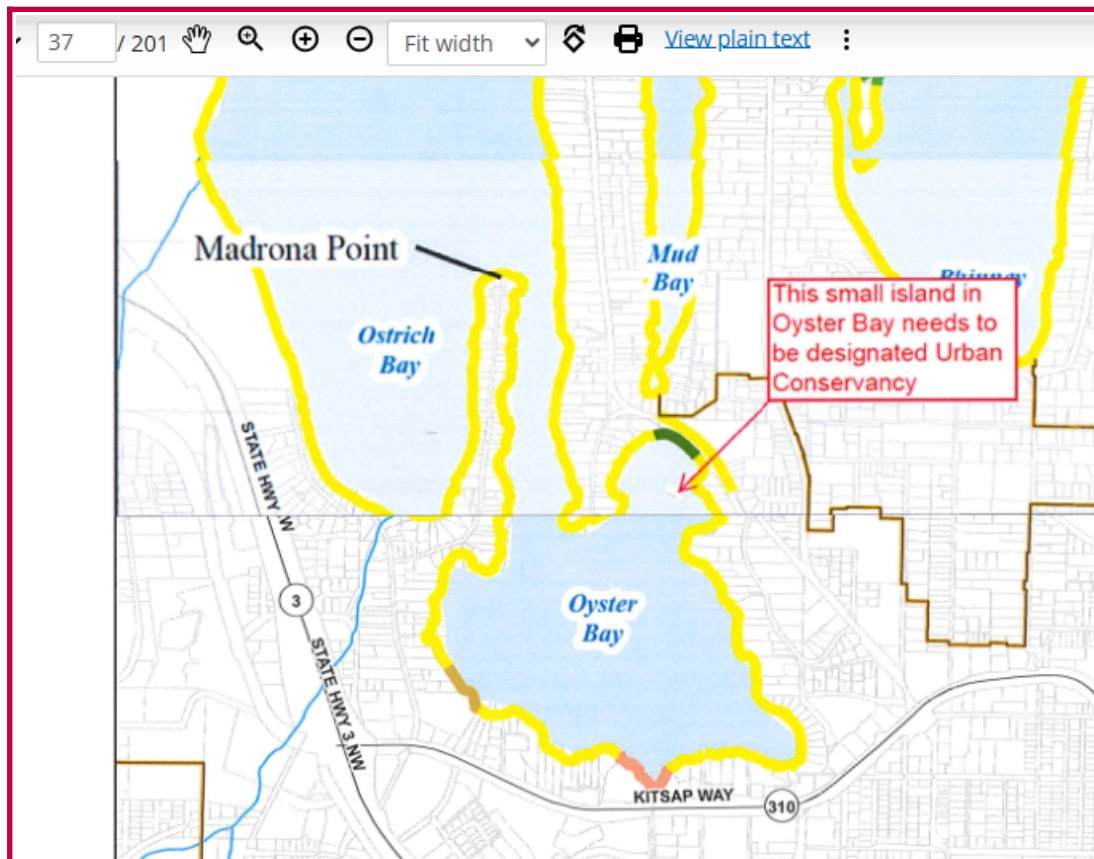 37 / 201 Fit width View plain text
Madrona Point
Mud
Bay
Ostrich
Bay
This small island in
Oyster Bay needs to
be designated Urban
Conservancy
STATE HWY
W
3
STATE HWY 3 NW
Oyster
Bay
KITSAP WAY
310